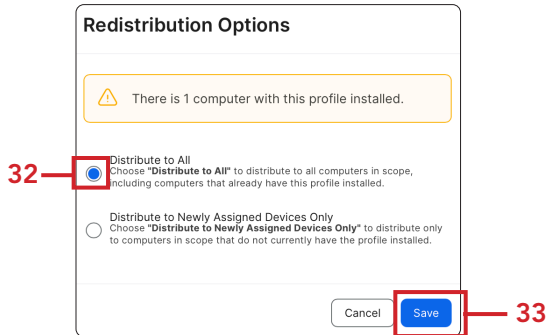 Redistribution Options
There is 1 computer with this profile installed.
32
Distribute to All
Choose "Distribute to All" to distribute to all computers in scope,
including computers that already have this profile installed.
Distribute to Newly Assigned Devices Only
Choose "Distribute to Newly Assigned Devices Only" to distribute only
to computers in scope that do not currently have the profile installed.
Cancel Save 33